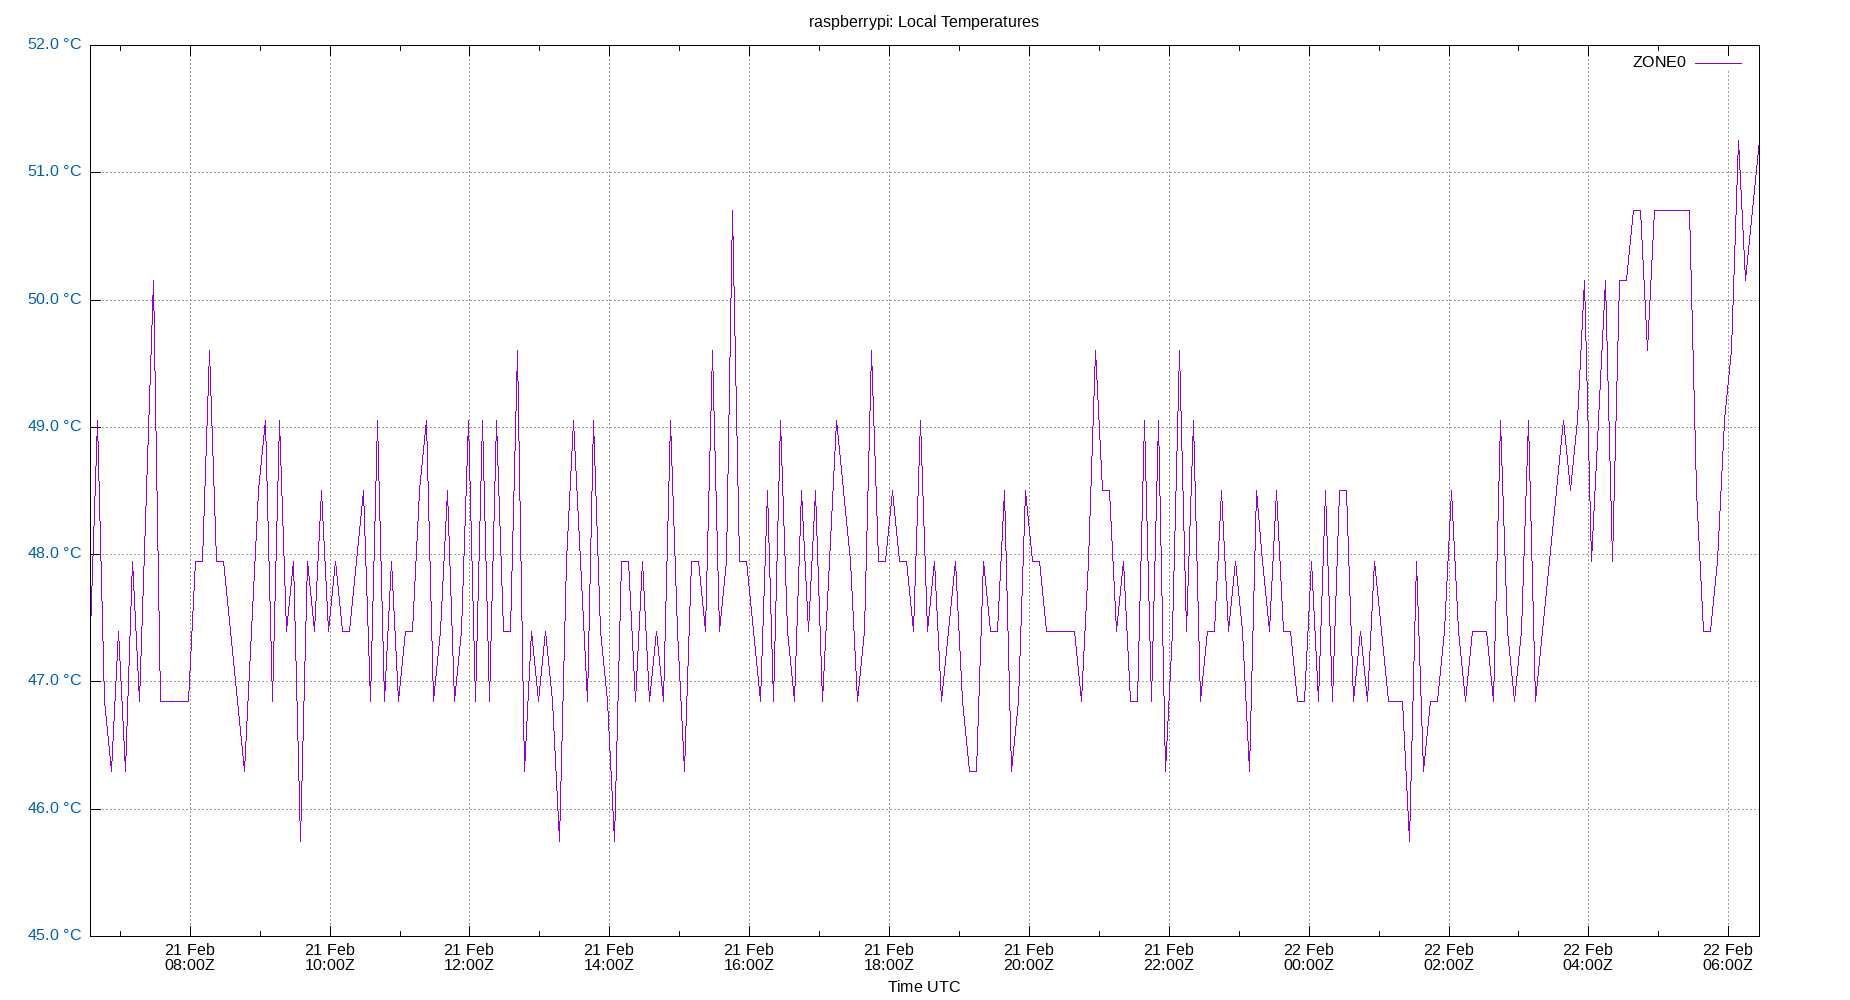 raspberrypi: Local Temperatures
52.0 °C
ZONE0
51.0 °C
50.0 °C
49.0 °C
48.0 °C
47.0 °C
46.0 °C
45.0 °C
21 Feb 21 Feb 21 Feb 21 Feb 21 Feb 21 Feb 21 Feb 21 Feb 22 Feb 22 Feb 22 Feb 22 Feb
08:00Z 10:00Z 12:00Z 14:00Z 16:00Z 18:00Z 20:00Z 22:00Z 00:00Z 02:00Z 04:00Z 06:00Z
Time UTC